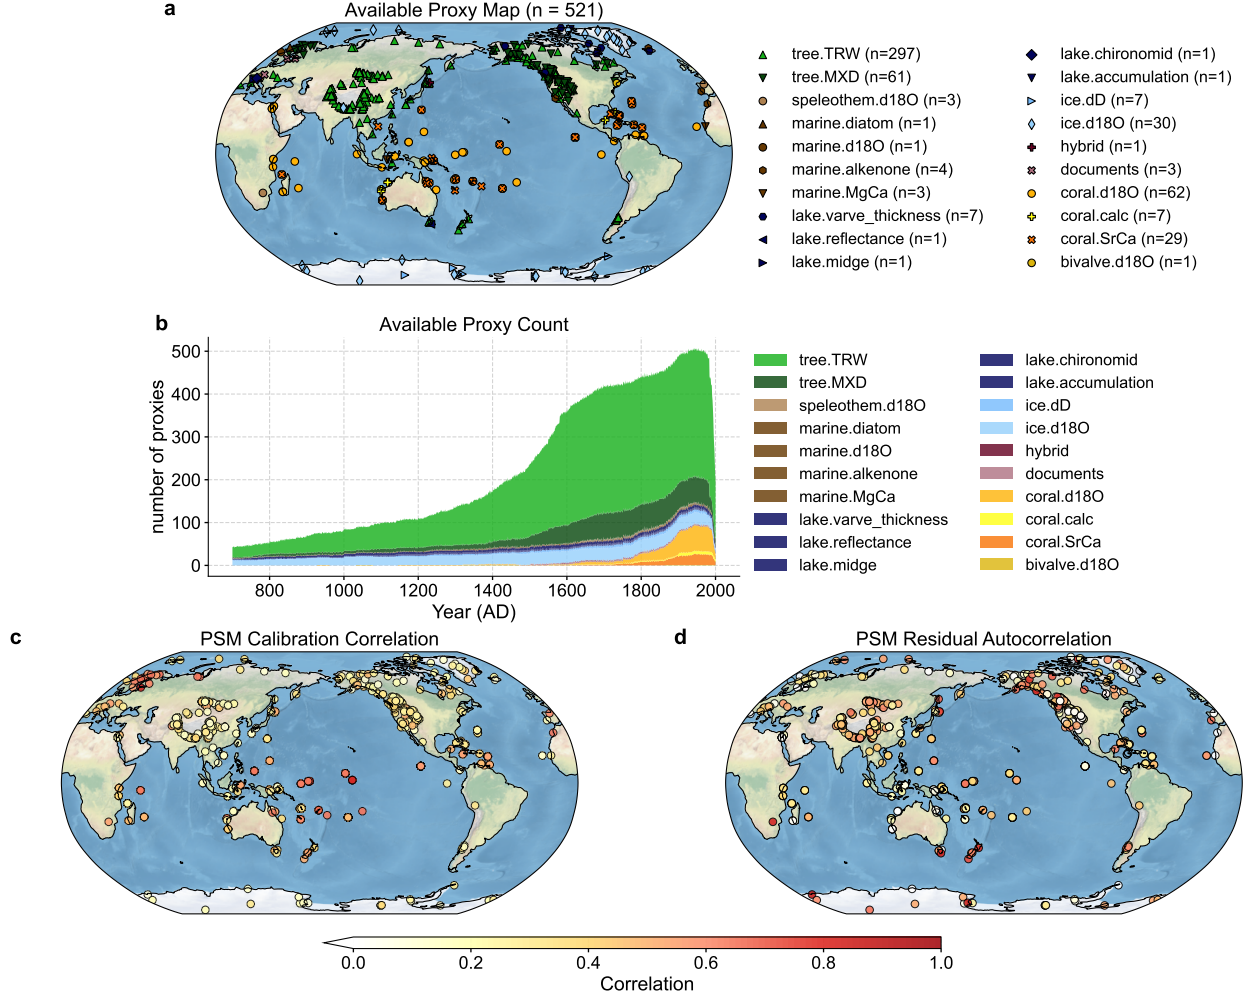 a
Available Proxy Map (n = 521)
tree.TRW (n=297)
tree.MXD (n=61)
speleothem.d18O (n=3)
marine.diatom (n=1)
marine.d18O (n=1)
marine.alkenone (n=4)
marine.MgCa (n=3)
lake.varve_thickness (n=7)
lake.reflectance (n=1)
lake.midge (n=1)
lake.chironomid (n=1)
lake.accumulation (n=1)
ice.dD (n=7)
ice.d18O (n=30)
hybrid (n=1)
documents (n=3)
coral.d18O (n=62)
coral.calc (n=7)
coral.SrCa (n=29)
bivalve.d18O (n=1)
b
Available Proxy Count
number of proxies
500
400
300
200
100
0
800 1000 1200 1400 1600 1800 2000
Year (AD)
tree.TRW
tree.MXD
speleothem.d18O
marine.diatom
marine.d18O
marine.alkenone
marine.MgCa
lake.varve_thickness
lake.reflectance
lake.midge
lake.chironomid
lake.accumulation
ice.dD
ice.d18O
hybrid
documents
coral.d18O
coral.calc
coral.SrCa
bivalve.d18O
c
PSM Calibration Correlation
d
PSM Residual Autocorrelation
0.0 0.2 0.4 0.6 0.8 1.0
Correlation